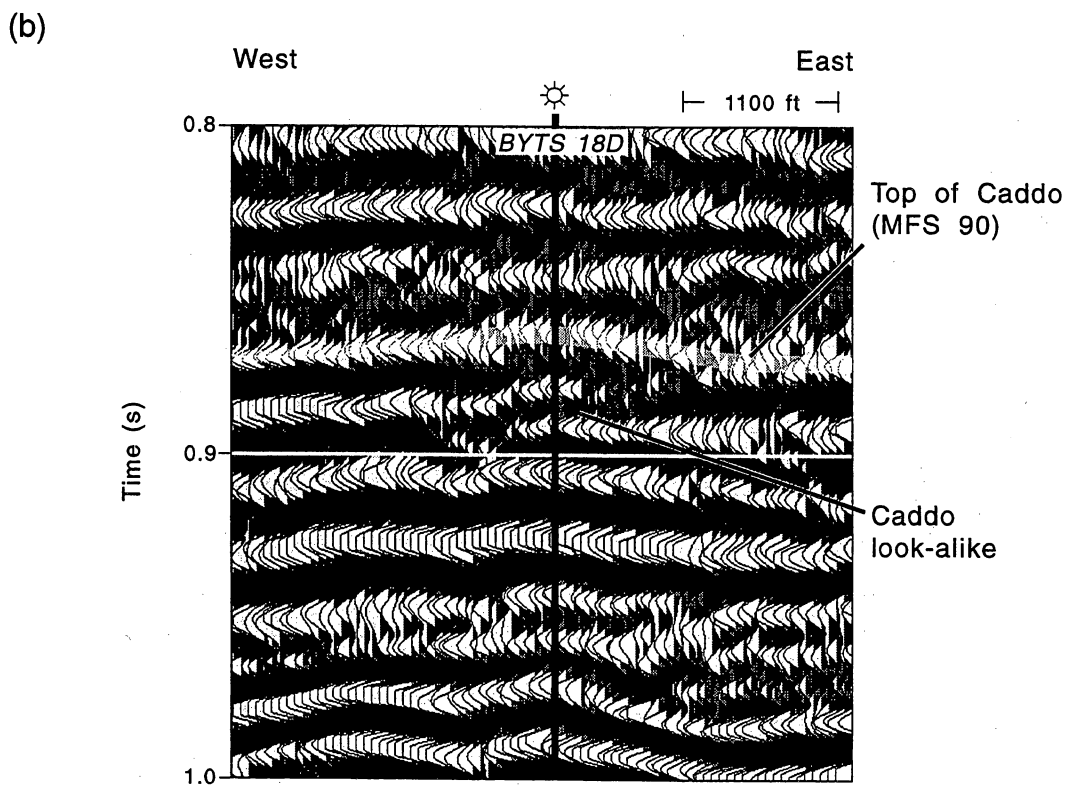 (b)
West
East
1100 ft
0.8
BYTS 18D
Top of Caddo
(MFS 90)
Time (s)
0.9
Caddo
look-alike
1.0